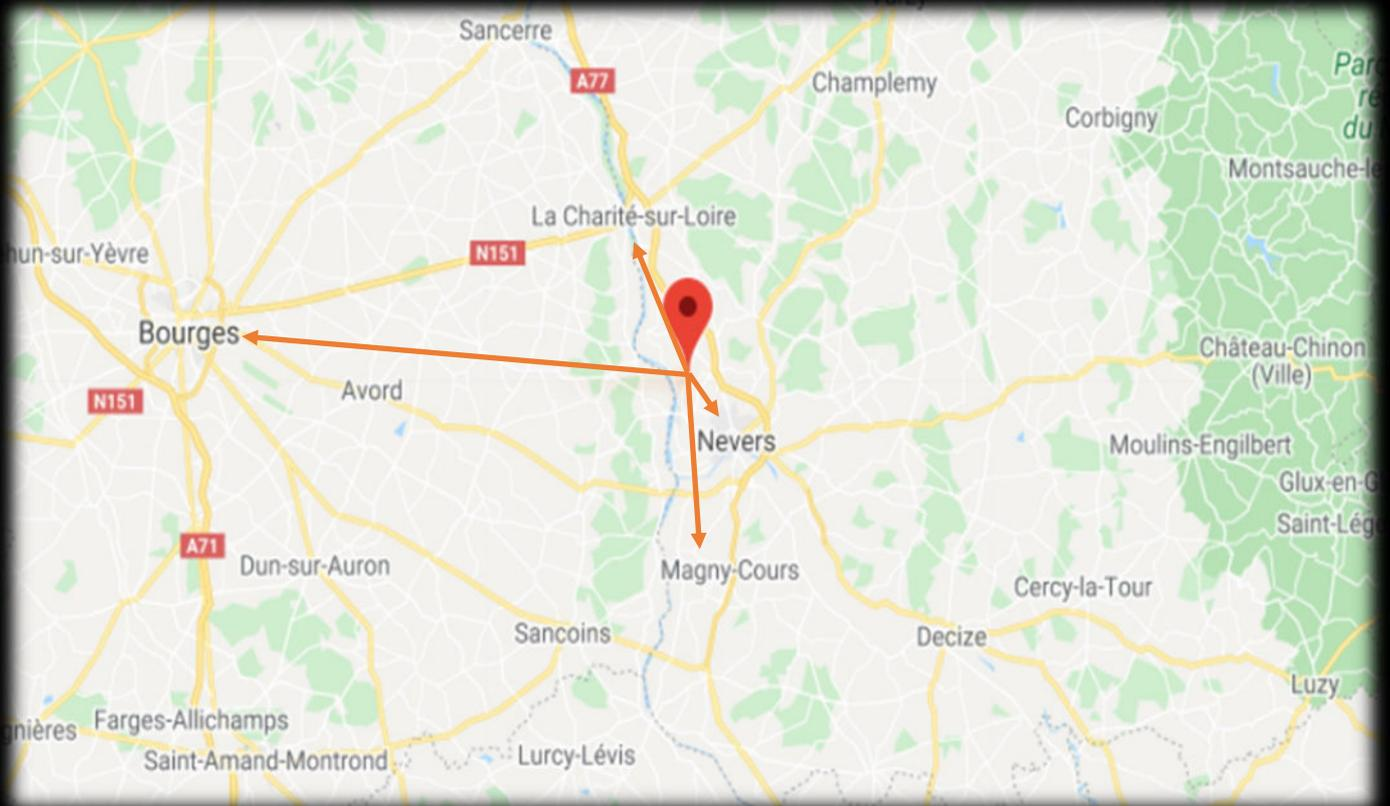 Sancerre
A77
Champlemy
Parc
Corbigny
du
Montsauche-le
La Charité-sur-Loire
N151
hun-sur-Yèvre
Bourges
Château-Chinon
(Ville)
Avord
N151
Nevers
Moulins-Engilbert
Glux-en-G
Saint-Lég
A71
Dun-sur-Auron
Magny-Cours
Cercy-la-Tour
Sancoins
Decize
Luzy
Farges-Allichamps
gnières
Lurcy-Lévis
Saint-Amand-Montrond